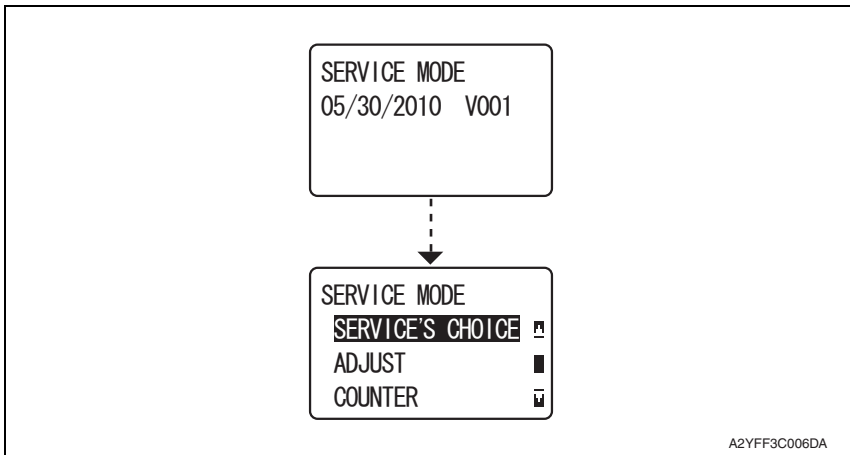 SERVICE MODE
05/30/2010 V001
SERVICE MODE
SERVICE'S CHOICE
ADJUST
COUNTER
A2YFF3C006DA